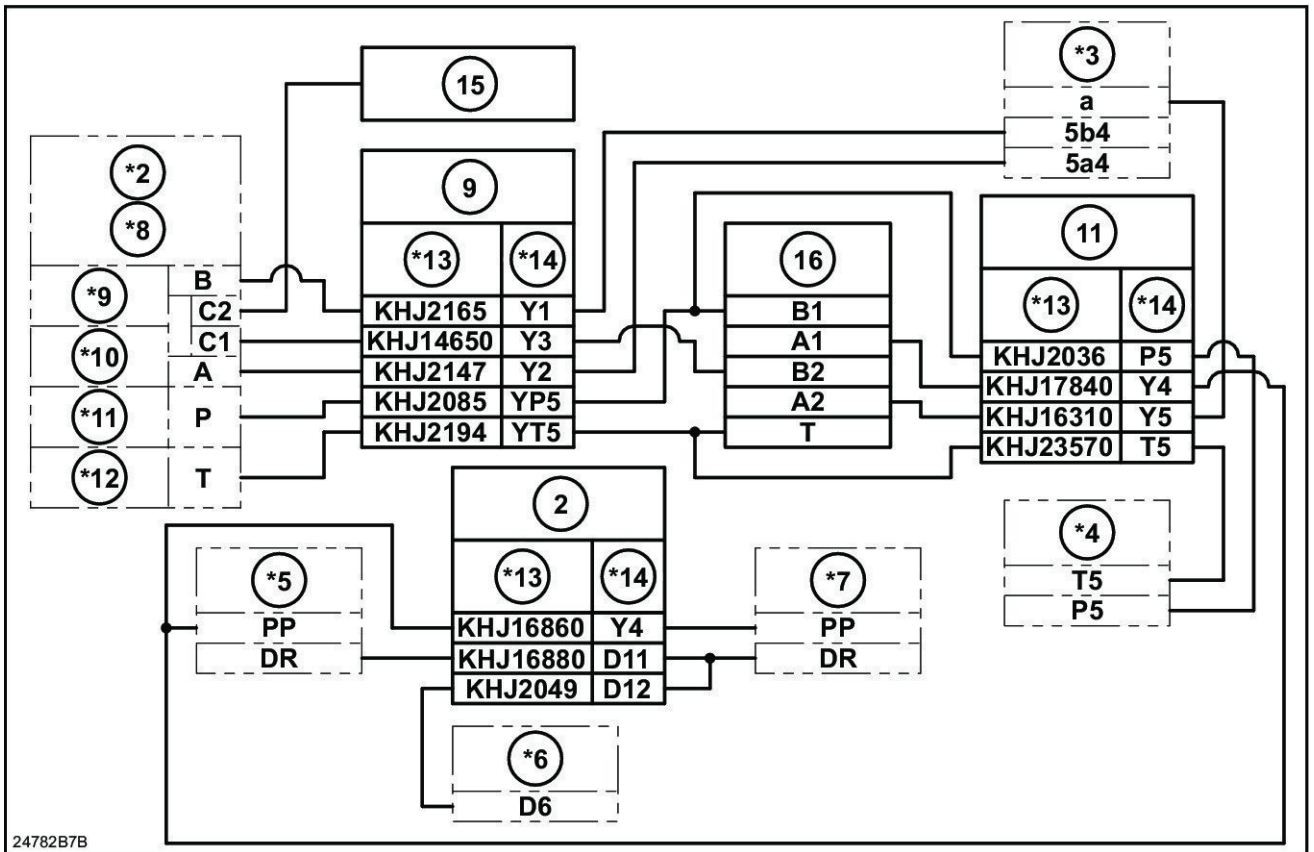 *3
a
5b4
5a4
15
*2
*8
*9 B
C2
*10 C1
A
*11 P
*12 T
9
*13 *14
KHJ2165 Y1
KHJ14650 Y3
KHJ2147 Y2
KHJ2085 YP5
KHJ2194 YT5
16
B1
A1
B2
A2
T
11
*13 *14
KHJ2036 P5
KHJ17840 Y4
KHJ16310 Y5
KHJ23570 T5
*4
T5
P5
2
*13 *14
KHJ16860 Y4
KHJ16880 D11
KHJ2049 D12
*5
PP
DR
*7
PP
DR
*6
D6
24782B7B